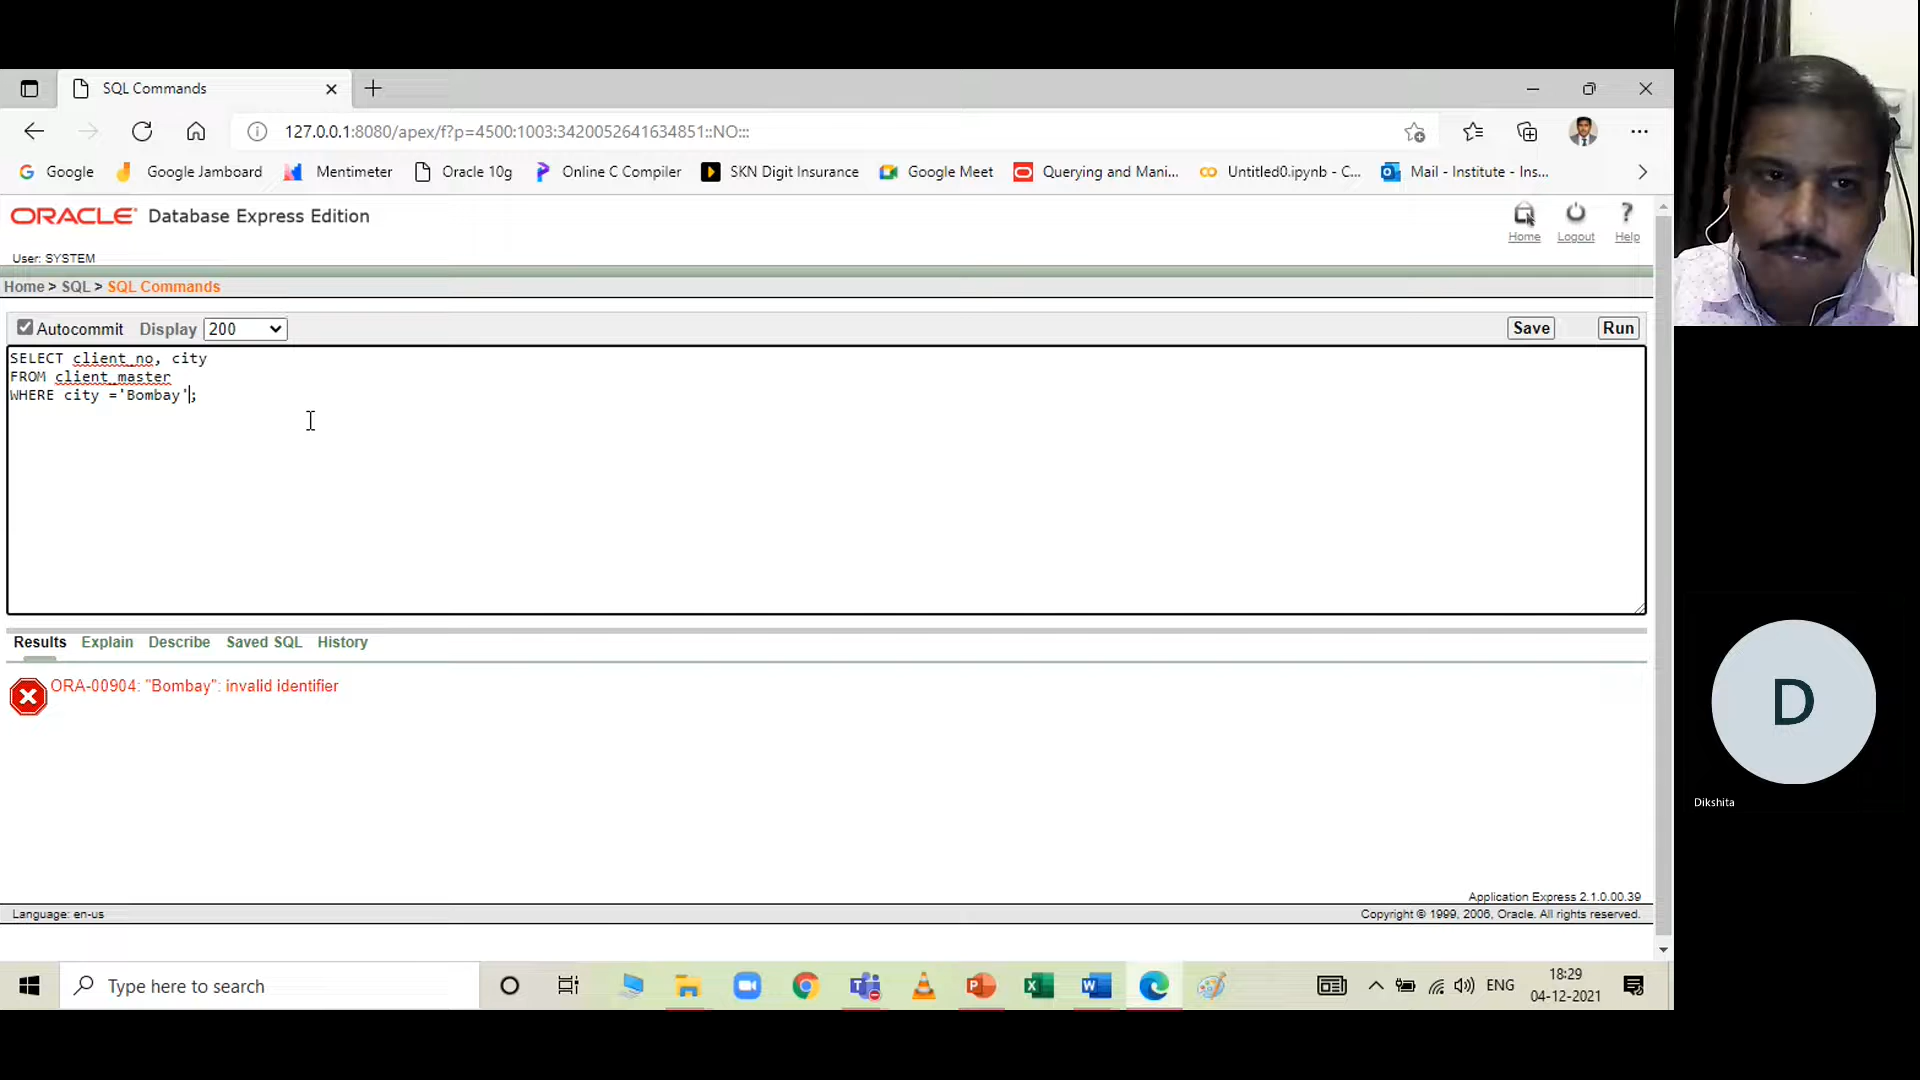 SQL Commands
127.0.0.1:8080/apex/f?p=4500:1003:3420052641634851::NO:::
Google Google Jamboard Mentimeter Oracle 10g Online C Compiler SKN Digit Insurance Google Meet Querying and Mani... Untitled0.ipynb - C... Mail - Institute - Ins...
ORACLE Database Express Edition
Home Logout Help
User: SYSTEM
Home > SQL > SQL Commands
Autocommit Display 200 Save Run
SELECT client_no, city
FROM client_master
WHERE city ='Bombay';
Results Explain Describe Saved SQL History
ORA-00904: "Bombay": invalid identifier
Application Express 2.1.0.00.39
Language: en-us Copyright © 1999, 2006, Oracle. All rights reserved.
Type here to search ENG 18:29
04-12-2021
D
Dikshita